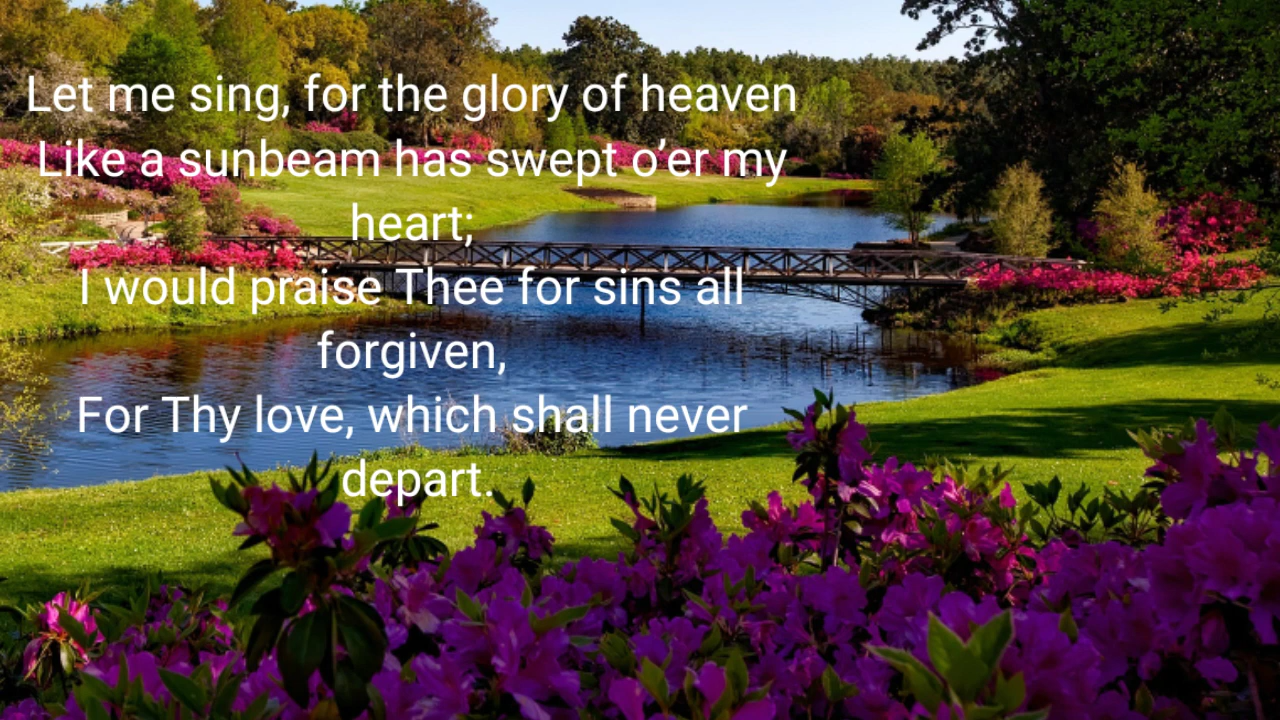 Let me sing, for the glory of heaven
Like a sunbeam has swept o’er my
heart;
I would praise Thee for sins all
forgiven,
For Thy love, which shall never
depart.